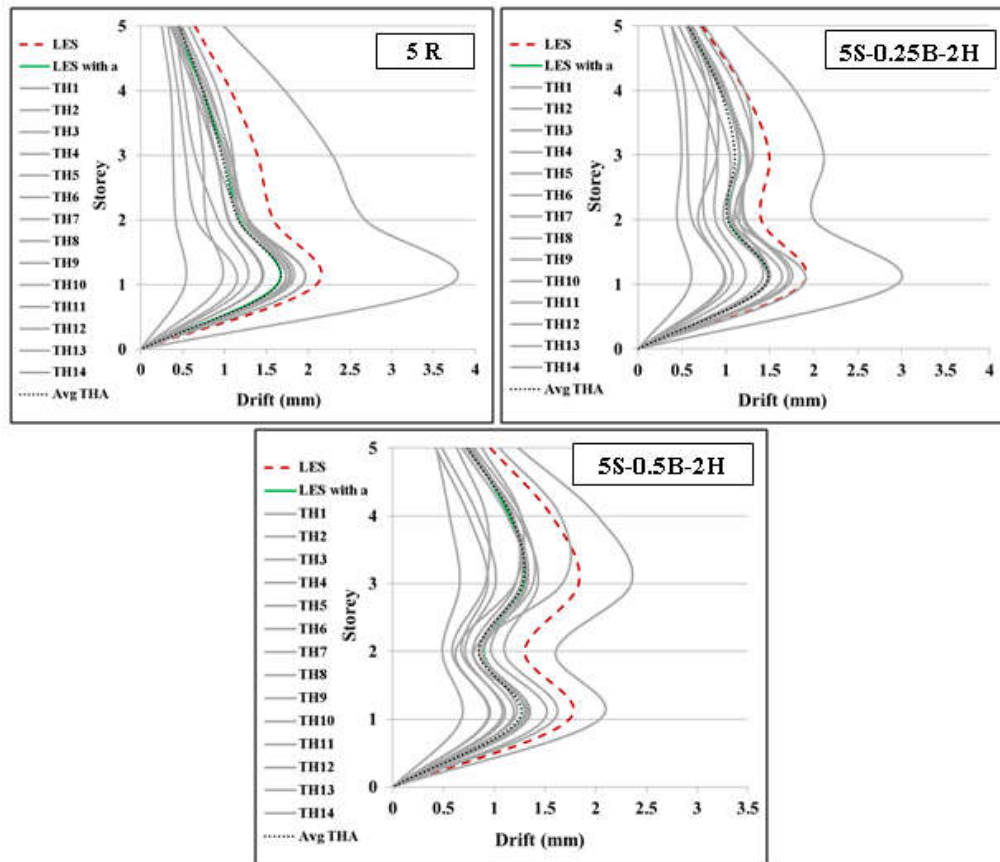 5 R
LES
LES with a
TH1
TH2
TH3
TH4
TH5
TH6
TH7
TH8
TH9
TH10
TH11
TH12
TH13
TH14
Avg THA
Storey
5
4
3
2
1
0
0 0.5 1 1.5 2 2.5 3 3.5 4
Drift (mm)
5S-0.25B-2H
LES
LES with a
TH1
TH2
TH3
TH4
TH5
TH6
TH7
TH8
TH9
TH10
TH11
TH12
TH13
TH14
Avg THA
Storey
5
4
3
2
1
0
0 0.5 1 1.5 2 2.5 3 3.5 4
Drift (mm)
5S-0.5B-2H
LES
LES with a
TH1
TH2
TH3
TH4
TH5
TH6
TH7
TH8
TH9
TH10
TH11
TH12
TH13
TH14
Avg THA
Storey
5
4
3
2
1
0
0 0.5 1 1.5 2 2.5 3 3.5
Drift (mm)